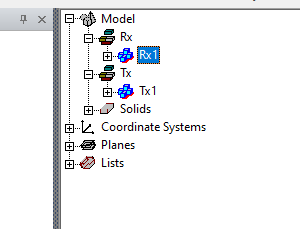 Model
Rx
Rx1
Tx
Tx1
Solids
Coordinate Systems
Planes
Lists